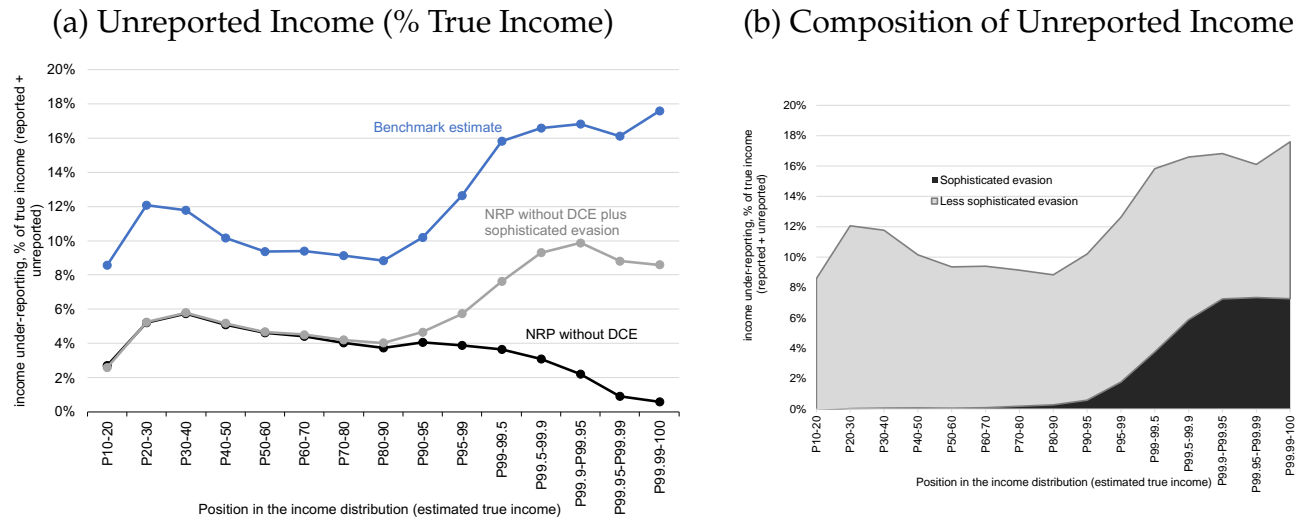 (a) Unreported Income (% True Income)
income under-reporting, % of true income (reported +
unreported)
20%
18%
16%
14%
12%
10%
8%
6%
4%
2%
0%
Benchmark estimate
NRP without DCE plus
sophisticated evasion
NRP without DCE
P10-20
P20-30
P30-40
P40-50
P50-60
P60-70
P70-80
P80-90
P90-95
P95-99
P99-99.5
P99.5-99.9
P99.9-P99.95
P99.95-P99.99
P99.99-100
Position in the income distribution (estimated true income)
(b) Composition of Unreported Income
income under-reporting, % of true income
(reported + unreported)
20%
18%
16%
14%
12%
10%
8%
6%
4%
2%
0%
Sophisticated evasion
Less sophisticated evasion
P10-20
P20-30
P30-40
P40-50
P50-60
P60-70
P70-80
P80-90
P90-95
P95-99
P99-99.5
P99.5-99.9
P99.9-P99.95
P99.95-P99.99
P99.99-100
Position in the income distribution (estimated true income)